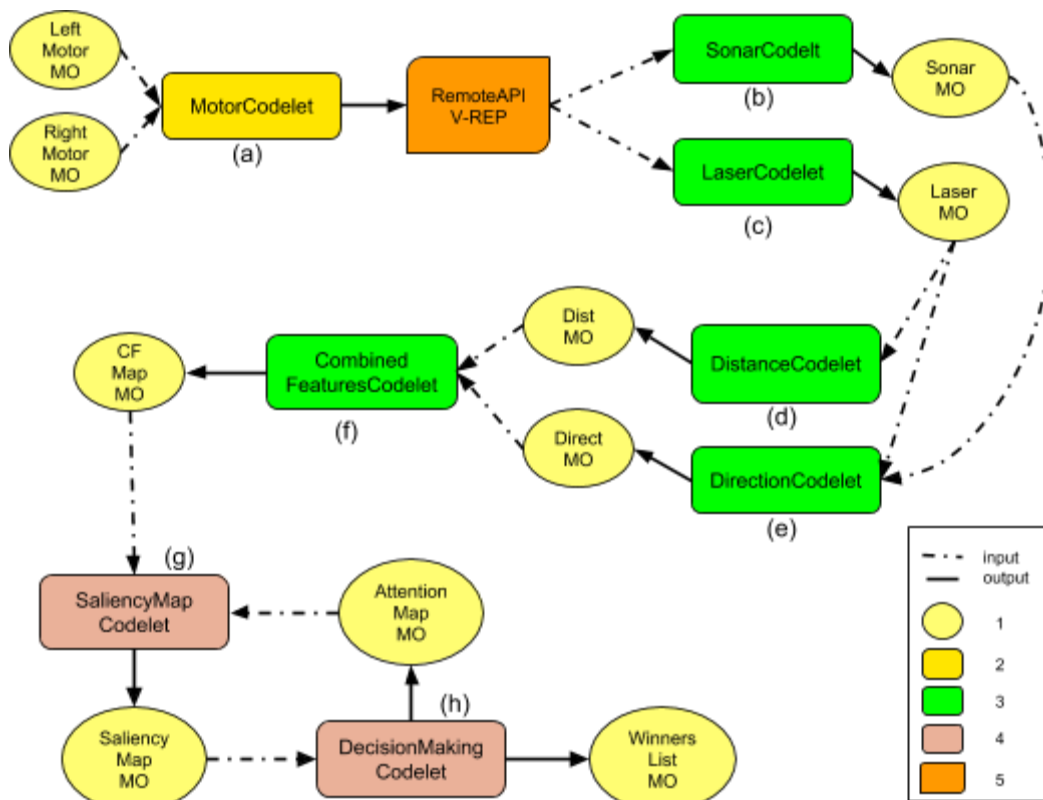 Left
Motor
MO
Right
Motor
MO
MotorCodelet
(a)
RemoteAPI
V-REP
SonarCodelt
(b)
Sonar
MO
LaserCodelet
(c)
Laser
MO
CF
Map
MO
Combined
FeaturesCodelet
(f)
Dist
MO
Direct
MO
DistanceCodelet
(d)
DirectionCodelet
(e)
(g)
SaliencyMap
Codelet
Attention
Map
MO
(h)
Saliency
Map
MO
DecisionMaking
Codelet
Winners
List
MO
input
output
1
2
3
4
5